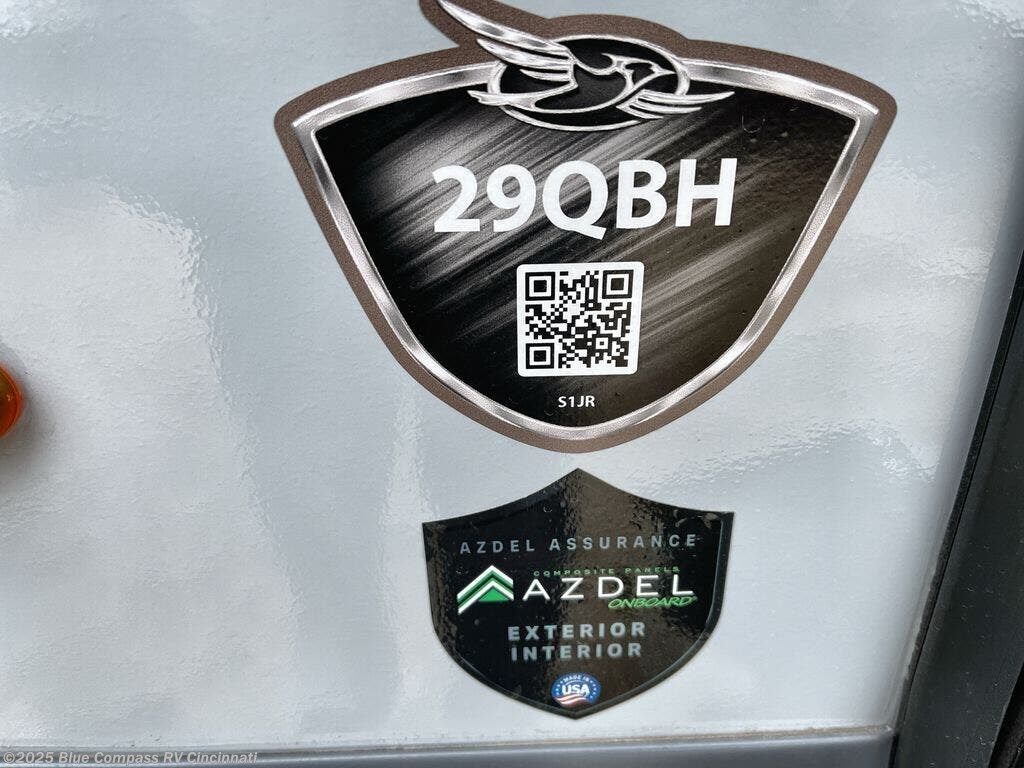 29QBH
S1JR
AZDEL ASSURANCE
COMPOSITE PANELS
AZDEL
ONBOARD®
EXTERIOR
INTERIOR
MADE IN
USA
©2025 Blue Compass RV Cincinnati